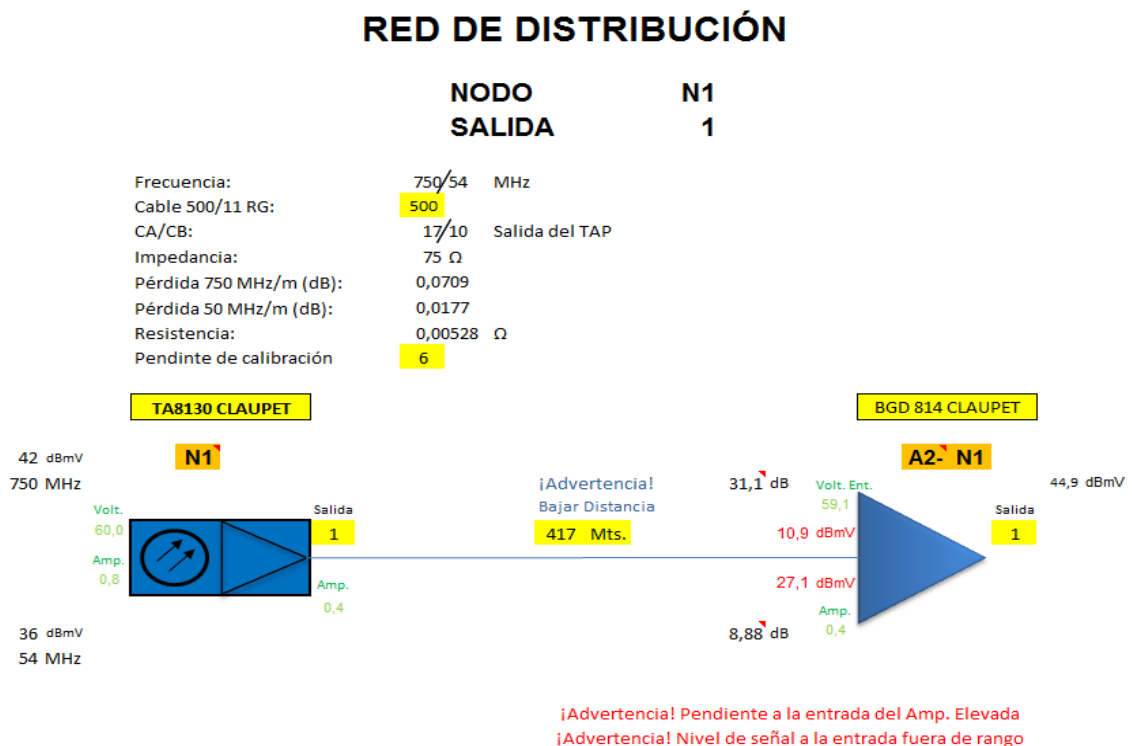 RED DE DISTRIBUCIÓN
NODO N1
SALIDA 1
Frecuencia: 750/54 MHz
Cable 500/11 RG: 500
CA/CB: 17/10 Salida del TAP
Impedancia: 75 Ω
Pérdida 750 MHz/m (dB): 0,0709
Pérdida 50 MHz/m (dB): 0,0177
Resistencia: 0,00528 Ω
Pendinte de calibración 6
TA8130 CLAUPET
BGD 814 CLAUPET
42 dBmV
N1
A2- N1
750 MHz
¡Advertencia!
31,1 dB
Volt. Ent.
44,9 dBmV
Volt.
Salida
Bajar Distancia
59,1
Salida
60,0
1
417 Mts.
10,9 dBmV
1
Amp.
0,8
Amp.
27,1 dBmV
0,4
Amp.
36 dBmV
8,88 dB
0,4
54 MHz
¡Advertencia! Pendiente a la entrada del Amp. Elevada
¡Advertencia! Nivel de señal a la entrada fuera de rango